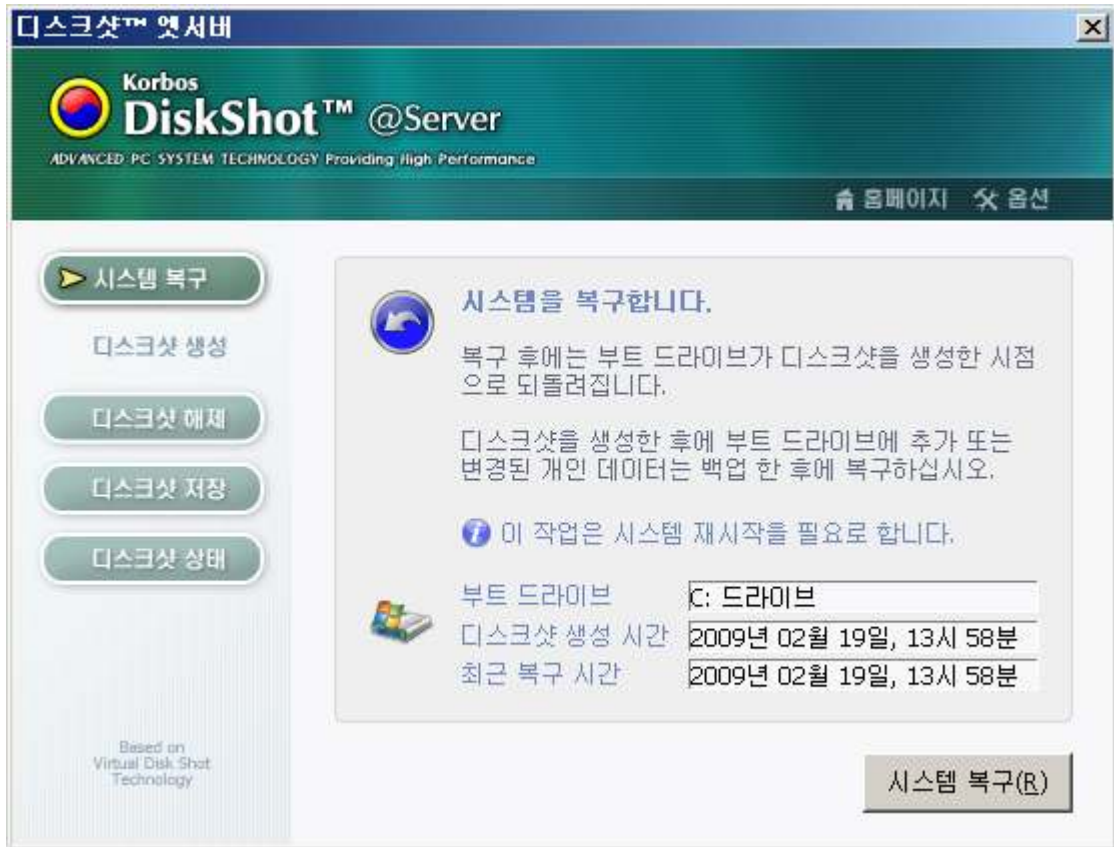 디스크샷™ 엣서버
Korbos
DiskShot™ @Server
ADVANCED PC SYSTEM TECHNOLOGY Providing High Performance
홈페이지 옵션
시스템 복구
디스크샷 생성
디스크샷 해제
디스크샷 저장
디스크샷 상태
Based on
Virtual Disk Shot
Technology
시스템을 복구합니다.
복구 후에는 부트 드라이브가 디스크샷을 생성한 시점
으로 되돌려집니다.
디스크샷을 생성한 후에 부트 드라이브에 추가 또는
변경된 개인 데이터는 백업 한 후에 복구하십시오.
이 작업은 시스템 재시작을 필요로 합니다.
부트 드라이브 C: 드라이브
디스크샷 생성 시간 2009년 02월 19일, 13시 58분
최근 복구 시간 2009년 02월 19일, 13시 58분
시스템 복구(R)